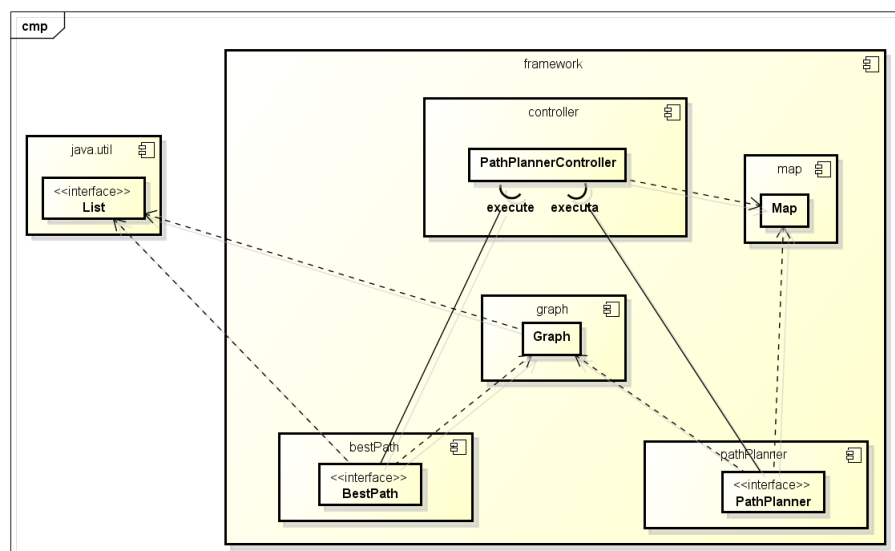 cmp
framework
controller
PathPlannerController
execute
executa
java.util
<<interface>>
List
map
Map
graph
Graph
bestPath
<<interface>>
BestPath
pathPlanner
<<interface>>
PathPlanner